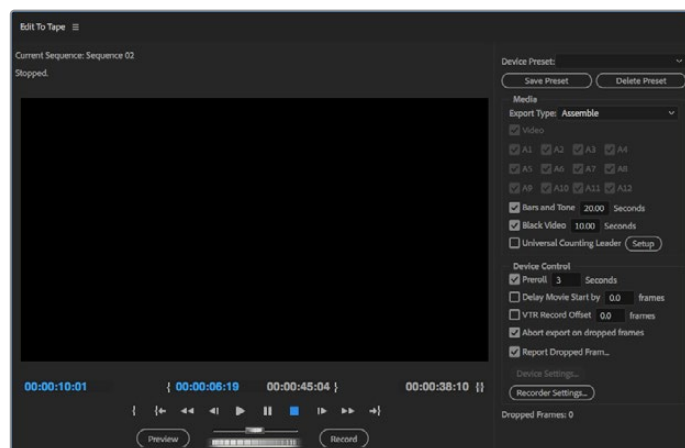 Edit To Tape
Current Sequence: Sequence 02
Stopped.
Device Preset:
Save Preset Delete Preset
Media
Export Type: Assemble
Video
A1 A2 A3 A4
A5 A6 A7 A8
A9 A10 A11 A12
Bars and Tone 20.00 Seconds
Black Video 10.00 Seconds
Universal Counting Leader Setup
Device Control
Preroll 3 Seconds
Delay Movie Start by 0.0 frames
VTR Record Offset 0.0 frames
Abort export on dropped frames
Report Dropped Fram...
Device Settings...
Recorder Settings...
Dropped Frames: 0
00:00:10:01 { 00:00:06:19 00:00:45:04 } 00:00:38:10 {}
Preview Record